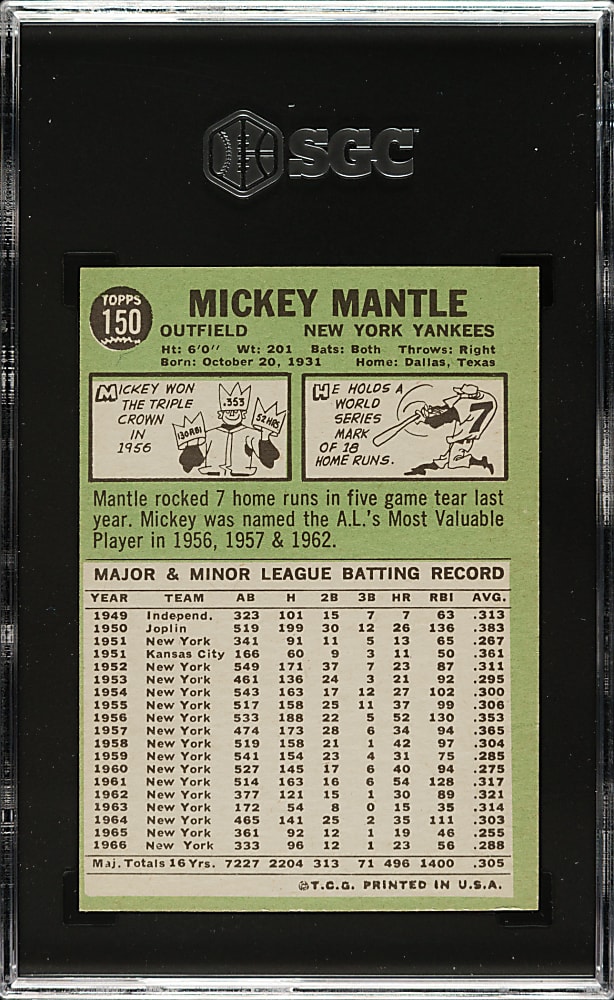 SGC
TOPPS
150
MICKEY MANTLE
OUTFIELD NEW YORK YANKEES
Ht: 6'0" Wt: 201 Bats: Both Throws: Right
Born: October 20, 1931 Home: Dallas, Texas
MICKEY WON
THE TRIPLE
CROWN
IN
1956
130 RBI
.353
52 HRS
HE HOLDS A
WORLD
SERIES
MARK
OF 18
HOME RUNS.
7
Mantle rocked 7 home runs in five game tear last
year. Mickey was named the A.L.'s Most Valuable
Player in 1956, 1957 & 1962.
MAJOR & MINOR LEAGUE BATTING RECORD
YEAR TEAM AB H 2B 3B HR RBI AVG.
1949 Independ. 323 101 15 7 7 63 .313
1950 Joplin 519 199 30 12 26 136 .383
1951 New York 341 91 11 5 13 65 .267
1951 Kansas City 166 60 9 3 11 50 .361
1952 New York 549 171 37 7 23 87 .311
1953 New York 461 136 24 3 21 92 .295
1954 New York 543 163 17 12 27 102 .300
1955 New York 517 158 25 11 37 99 .306
1956 New York 533 188 22 5 52 130 .353
1957 New York 474 173 28 6 34 94 .365
1958 New York 519 158 21 1 42 97 .304
1959 New York 541 154 23 4 31 75 .285
1960 New York 527 145 17 6 40 94 .275
1961 New York 514 163 16 6 54 128 .317
1962 New York 377 121 15 1 30 89 .321
1963 New York 172 54 8 0 15 35 .314
1964 New York 465 141 25 2 35 111 .303
1965 New York 361 92 12 1 19 46 .255
1966 New York 333 96 12 1 23 56 .288
Maj. Totals 16 Yrs. 7227 2204 313 71 496 1400 .305
©T.C.G. PRINTED IN U.S.A.